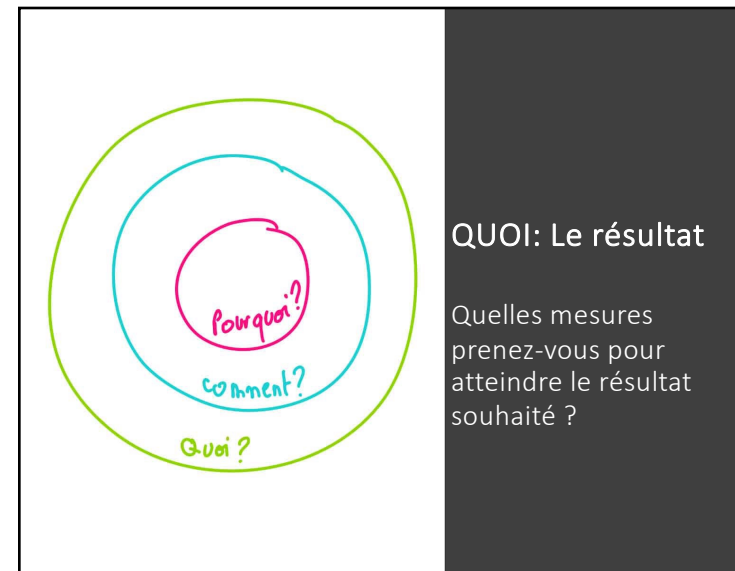 Pourquoi?
comment?
Quoi?
QUOI: Le résultat
Quelles mesures
prenez-vous pour
atteindre le résultat
souhaité ?